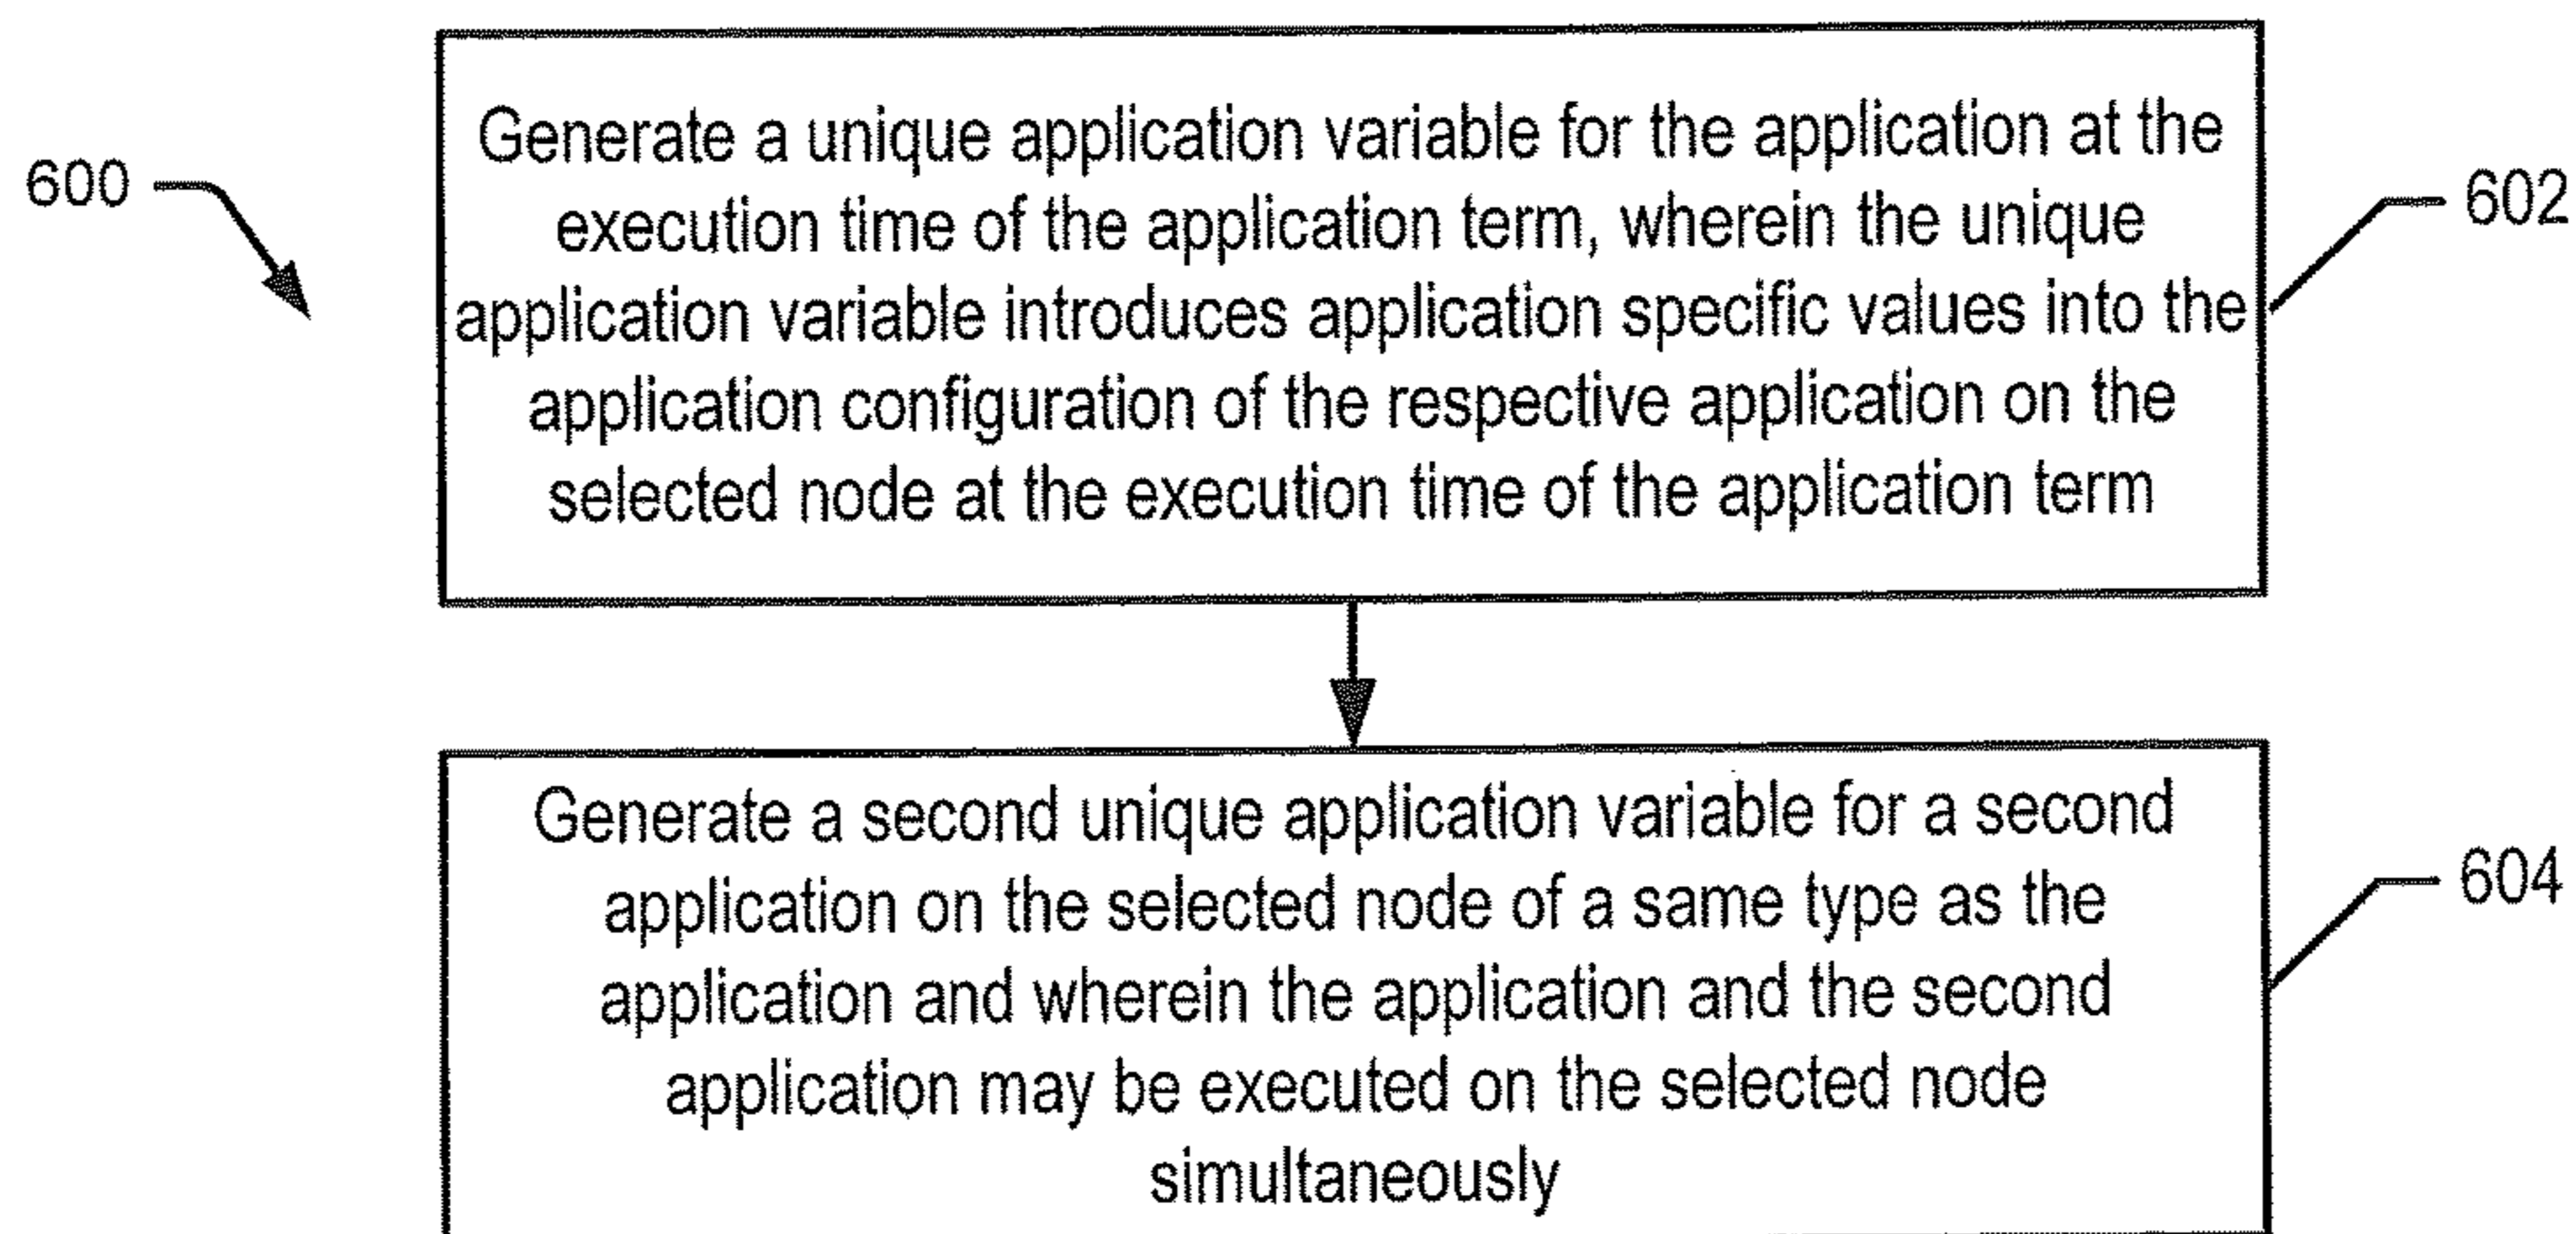 Generate a unique application variable for the application at the
600
execution time of the application term, wherein the unique
602
application variable introduces application specific values into the
application configuration of the respective application on the
selected node at the execution time of the application term
Generate a second unique application variable for a second
application on the selected node of a same type as the
604
application and wherein the application and the second
application may be executed on the selected node
simultaneously